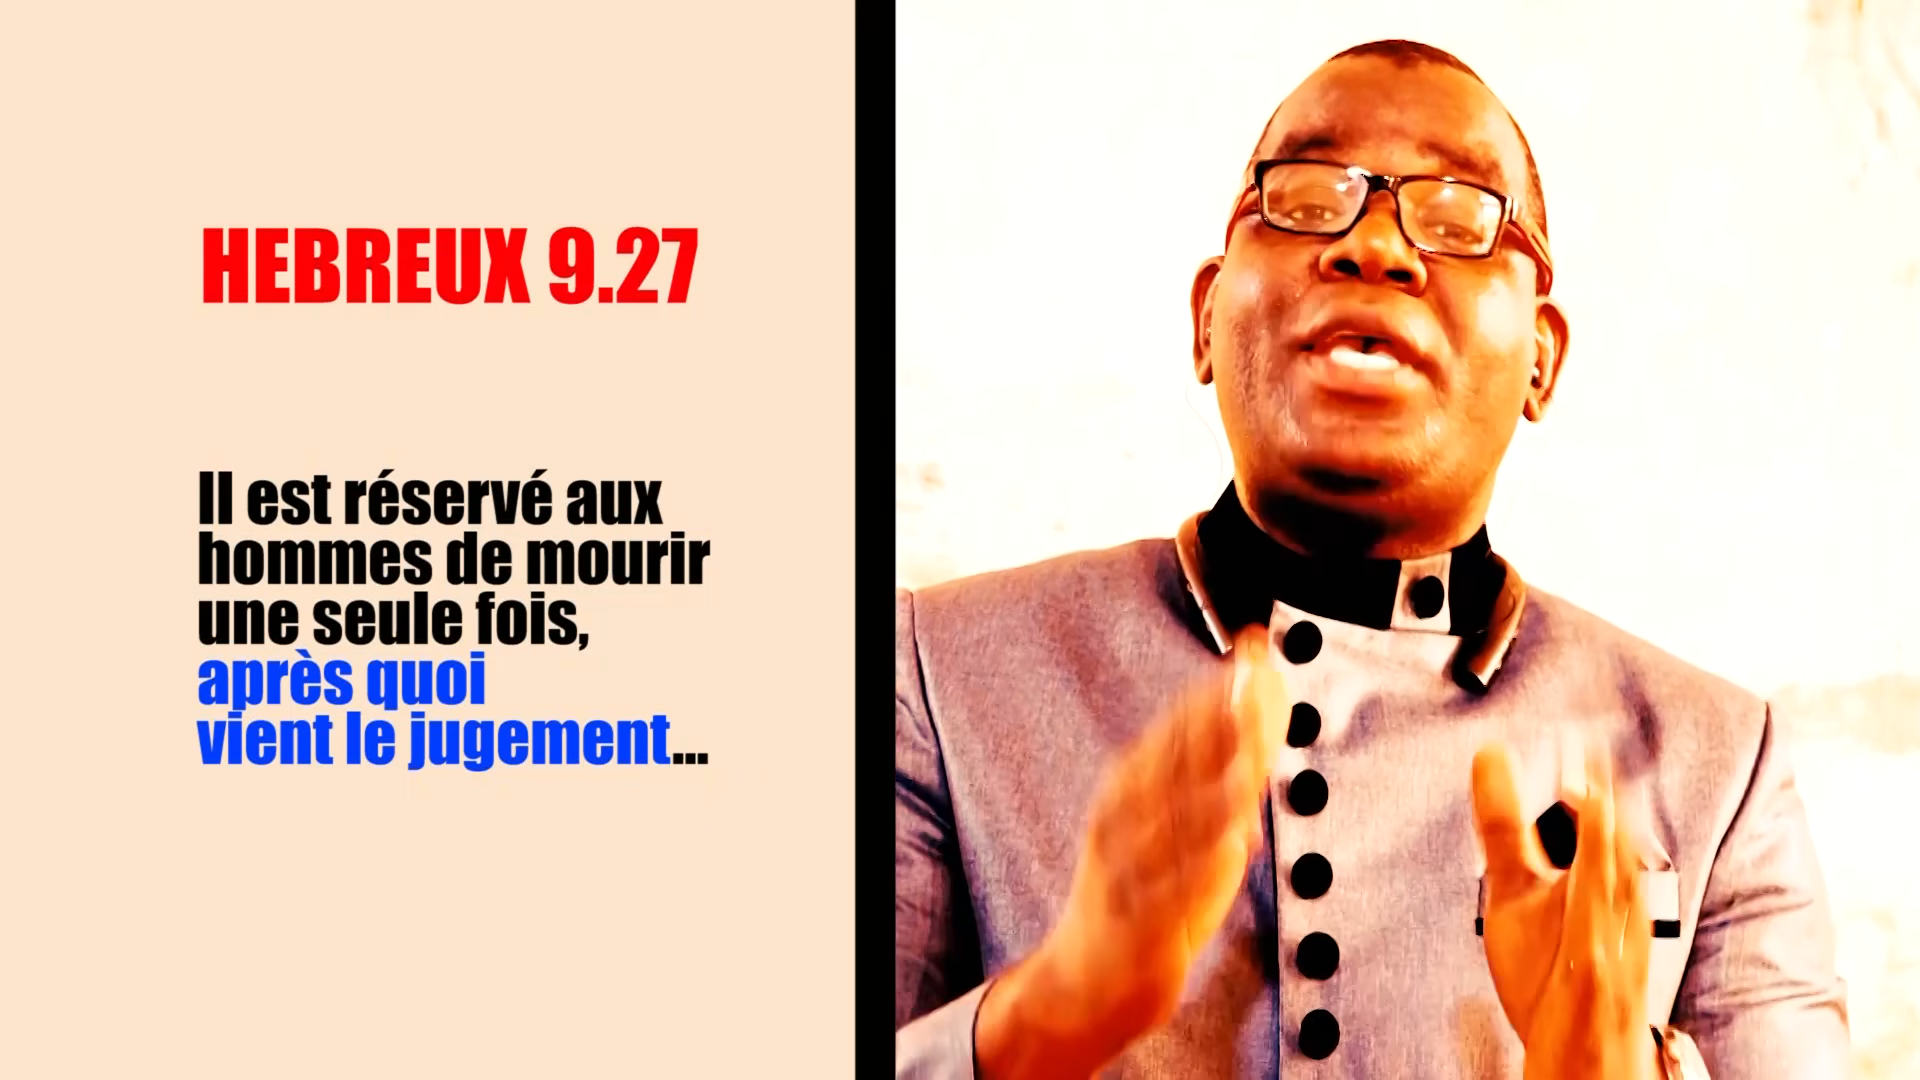 HEBREUX 9.27
Il est réservé aux
hommes de mourir
une seule fois,
après quoi
vient le jugement...